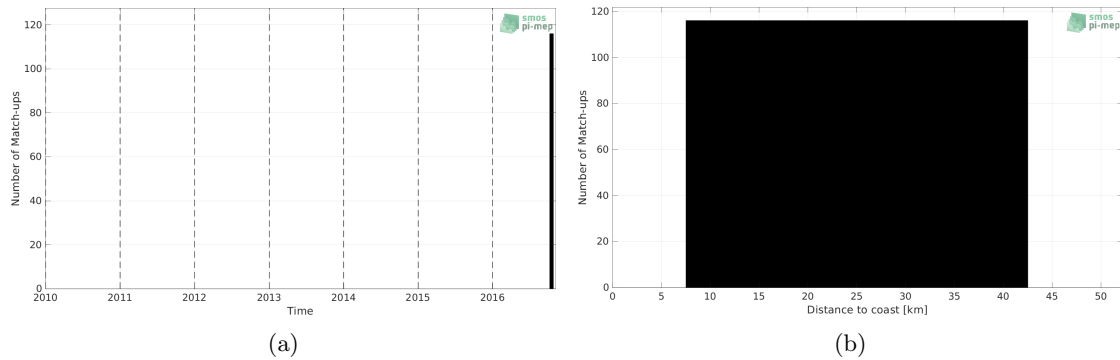 smos
pi-mep
Number of Match-ups
120
100
80
60
40
20
0
2010 2011 2012 2013 2014 2015 2016
Time
(a)
smos
pi-mep
Number of Match-ups
120
100
80
60
40
20
0
0 5 10 15 20 25 30 35 40 45 50
Distance to coast [km]
(b)